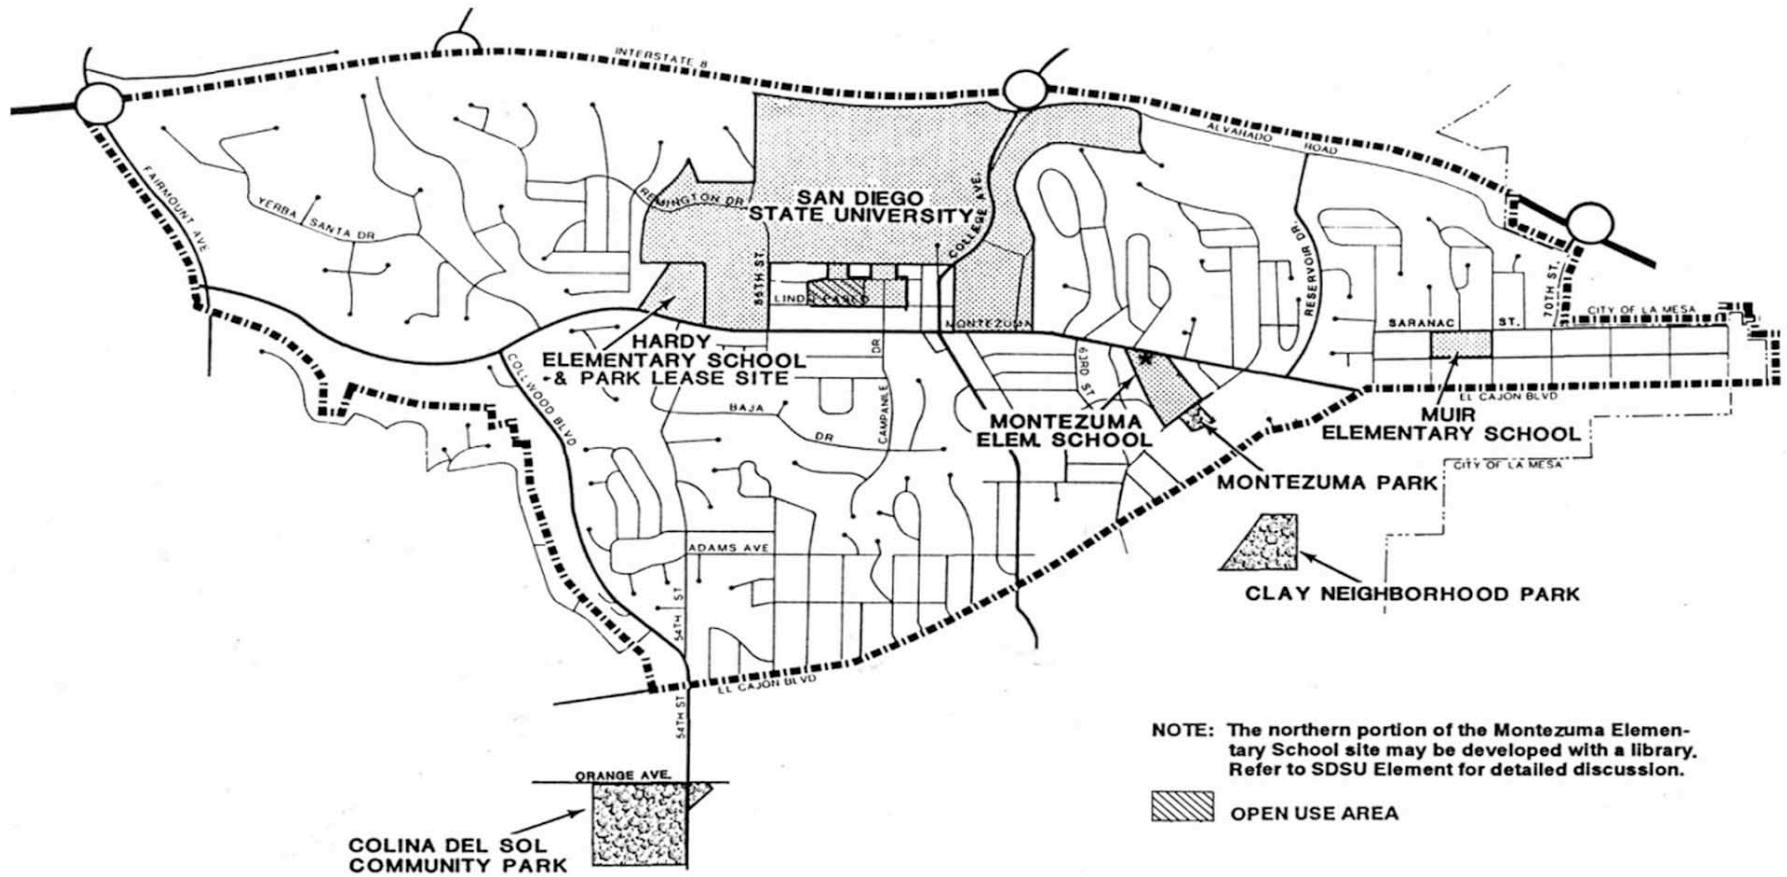 INTERSTATE 8
ALVARADO
ROAD
FAIRMOUNT AVE
YERBA SANTA DR
REMINGTON DR
SAN DIEGO
STATE UNIVERSITY
COLLEGE AVE.
RESERVOIR DR.
55TH ST.
LINDO PASEO
MONTEZUMA
70TH ST.
CITY OF LA MESA
SARANAC ST.
HARDY
ELEMENTARY SCHOOL
& PARK LEASE SITE
COLLWOOD BLVD
CAMPANILE DR
63RD ST
BAJA
DR
MONTEZUMA
ELEM. SCHOOL
EL CAJON BLVD
MUIR
ELEMENTARY SCHOOL
CITY OF LA MESA
MONTEZUMA PARK
ADAMS AVE
CLAY NEIGHBORHOOD PARK
54TH ST
EL CAJON BLVD
54TH ST
ORANGE AVE.
COLINA DEL SOL
COMMUNITY PARK
NOTE: The northern portion of the Montezuma Elemen-
tary School site may be developed with a library.
Refer to SDSU Element for detailed discussion.
OPEN USE AREA